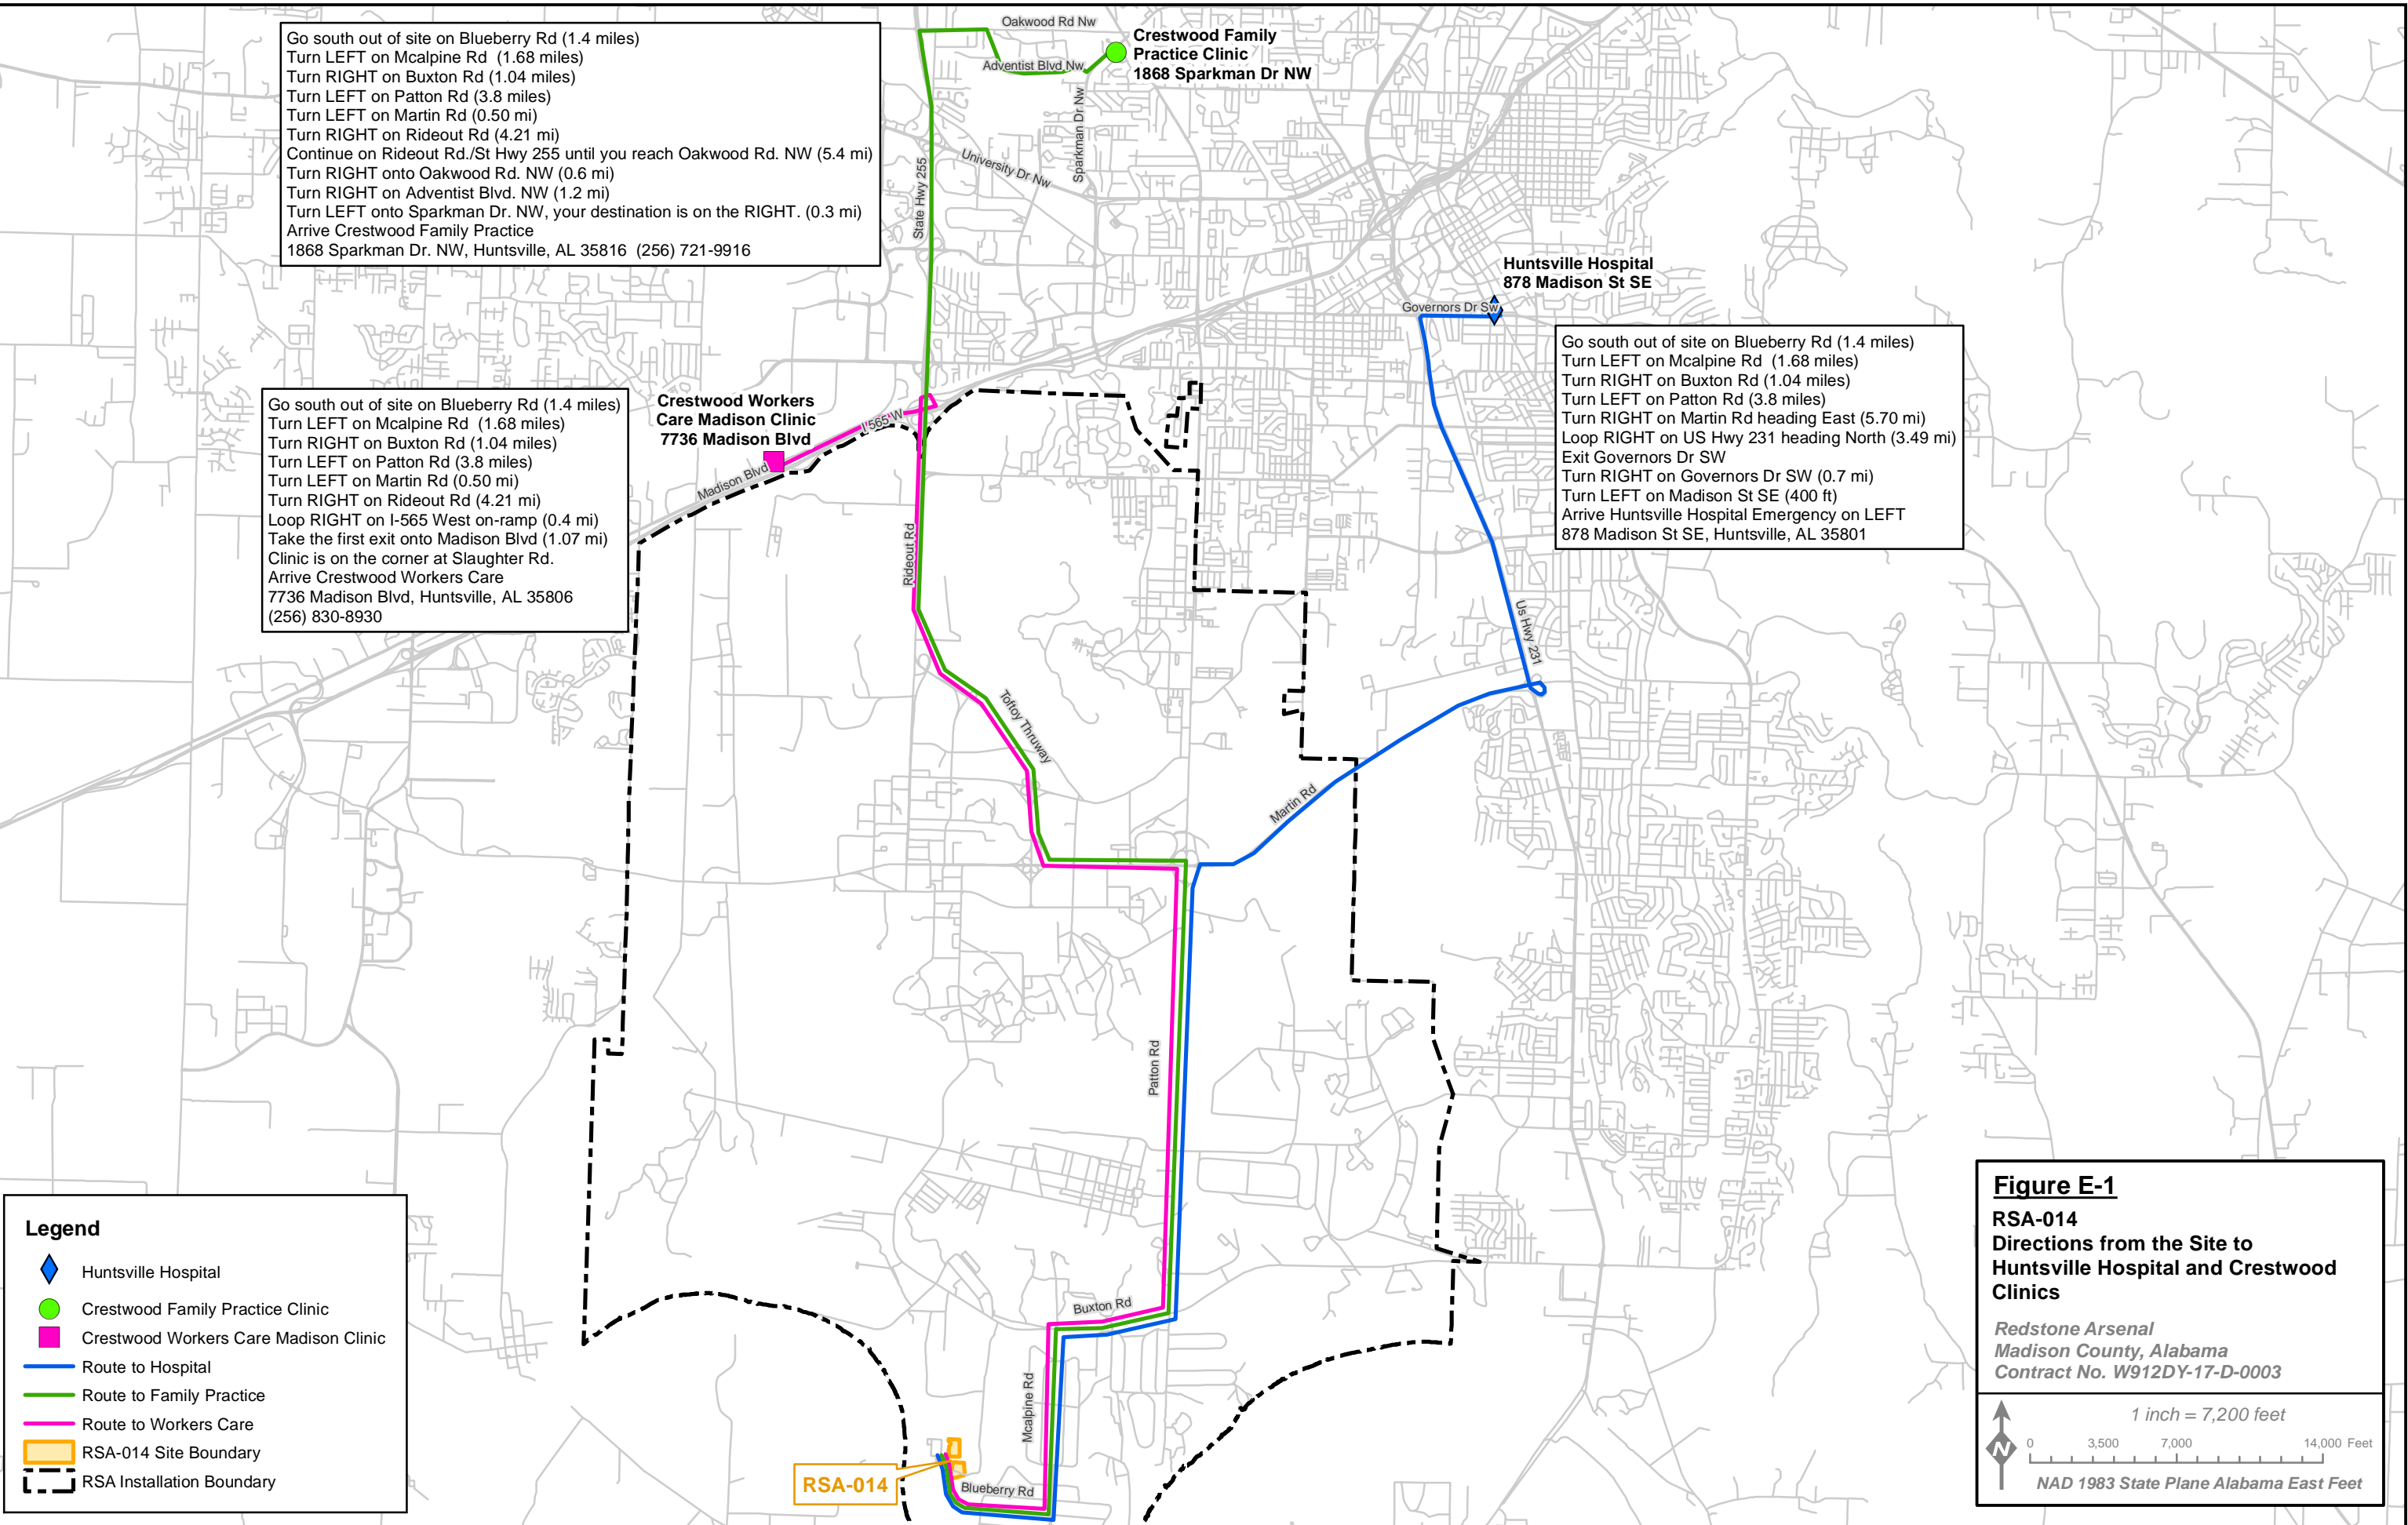 Oakwood Rd Nw
Go south out of site on Blueberry Rd (1.4 miles)
Turn LEFT on Mcalpine Rd  (1.68 miles)
Turn RIGHT on Buxton Rd (1.04 miles)
Turn LEFT on Patton Rd (3.8 miles)
Turn LEFT on Martin Rd (0.50 mi)
Turn RIGHT on Rideout Rd (4.21 mi)
Continue on Rideout Rd./St Hwy 255 until you reach Oakwood Rd. NW (5.4 mi)
Turn RIGHT onto Oakwood Rd. NW (0.6 mi)
Turn RIGHT on Adventist Blvd. NW (1.2 mi)
Turn LEFT onto Sparkman Dr. NW, your destination is on the RIGHT. (0.3 mi)
Arrive Crestwood Family Practice
1868 Sparkman Dr. NW, Huntsville, AL 35816  (256) 721-9916
Crestwood Family
Practice Clinic
1868 Sparkman Dr NW
Adventist Blvd Nw
Sparkman Dr Nw
University Dr Nw
State Hwy 255
Huntsville Hospital
878 Madison St SE
Governors Dr Sw
Go south out of site on Blueberry Rd (1.4 miles)
Turn LEFT on Mcalpine Rd  (1.68 miles)
Turn RIGHT on Buxton Rd (1.04 miles)
Turn LEFT on Patton Rd (3.8 miles)
Turn RIGHT on Martin Rd heading East (5.70 mi)
Loop RIGHT on US Hwy 231 heading North (3.49 mi)
Exit Governors Dr SW
Turn RIGHT on Governors Dr SW (0.7 mi)
Turn LEFT on Madison St SE (400 ft)
Arrive Huntsville Hospital Emergency on LEFT
878 Madison St SE, Huntsville, AL 35801
Go south out of site on Blueberry Rd (1.4 miles)
Turn LEFT on Mcalpine Rd  (1.68 miles)
Turn RIGHT on Buxton Rd (1.04 miles)
Turn LEFT on Patton Rd (3.8 miles)
Turn LEFT on Martin Rd (0.50 mi)
Turn RIGHT on Rideout Rd (4.21 mi)
Loop RIGHT on I-565 West on-ramp (0.4 mi)
Take the first exit onto Madison Blvd (1.07 mi)
Clinic is on the corner at Slaughter Rd.
Arrive Crestwood Workers Care
7736 Madison Blvd, Huntsville, AL 35806
(256) 830-8930
Crestwood Workers
Care Madison Clinic
7736 Madison Blvd
I 565 W
Madison Blvd
Rideout Rd
Us Hwy 231
Toftoy Thruway
Martin Rd
Patton Rd
Buxton Rd
Mcalpine Rd
Blueberry Rd
RSA-014
Legend
Huntsville Hospital
Crestwood Family Practice Clinic
Crestwood Workers Care Madison Clinic
Route to Hospital
Route to Family Practice
Route to Workers Care
RSA-014 Site Boundary
RSA Installation Boundary
Figure E-1
RSA-014
Directions from the Site to
Huntsville Hospital and Crestwood
Clinics
Redstone Arsenal
Madison County, Alabama
Contract No. W912DY-17-D-0003
1 inch = 7,200 feet
N
0 3,500 7,000 14,000 Feet
NAD 1983 State Plane Alabama East Feet